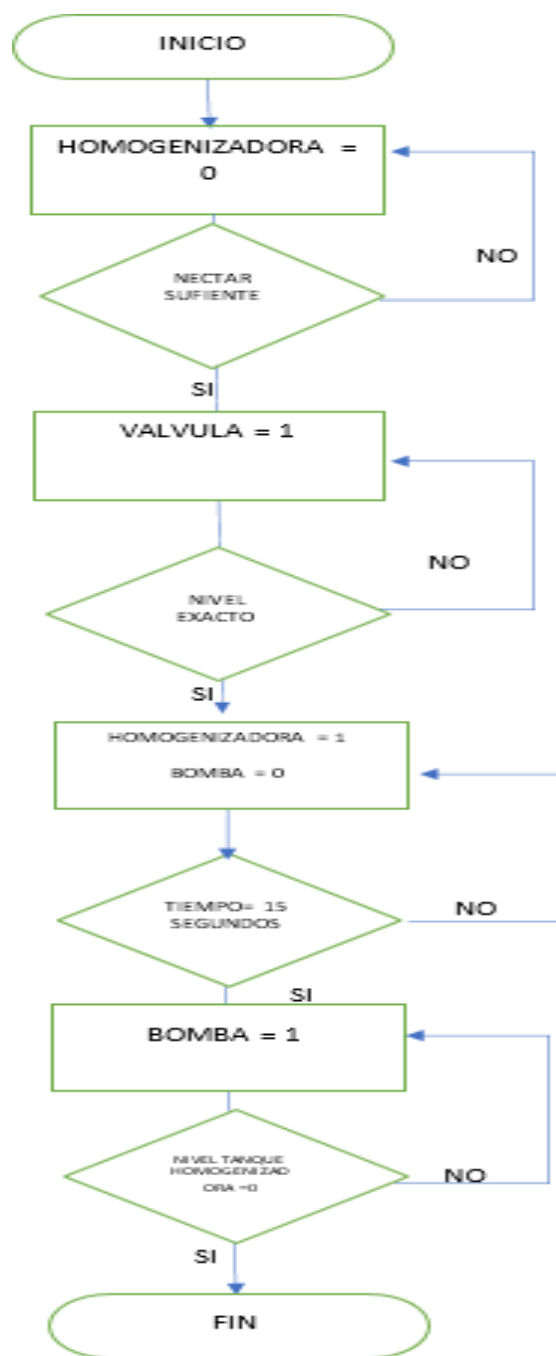 INICIO
HOMOGENIZADORA =
0
NO
NECTAR
SUFIENTE
SI
VALVULA = 1
NO
NIVEL
EXACTO
SI
HOMOGENIZADORA = 1
BOMBA = 0
TIEMPO= 15
SEGUNDOS
NO
SI
BOMBA = 1
NIVEL TANQUE
HOMOGENIZAD
ORA =0
NO
SI
FIN